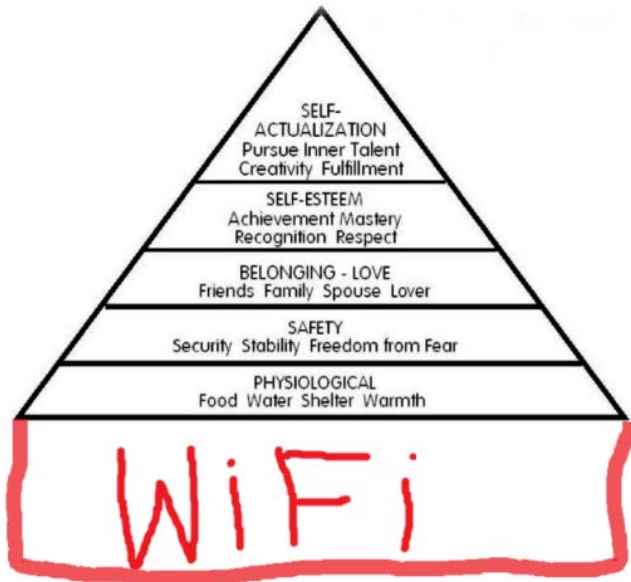 SELF-
ACTUALIZATION
Pursue Inner Talent
Creativity Fulfillment
SELF-ESTEEM
Achievement Mastery
Recognition Respect
BELONGING - LOVE
Friends Family Spouse Lover
SAFETY
Security Stability Freedom from Fear
PHYSIOLOGICAL
Food Water Shelter Warmth
WiFi